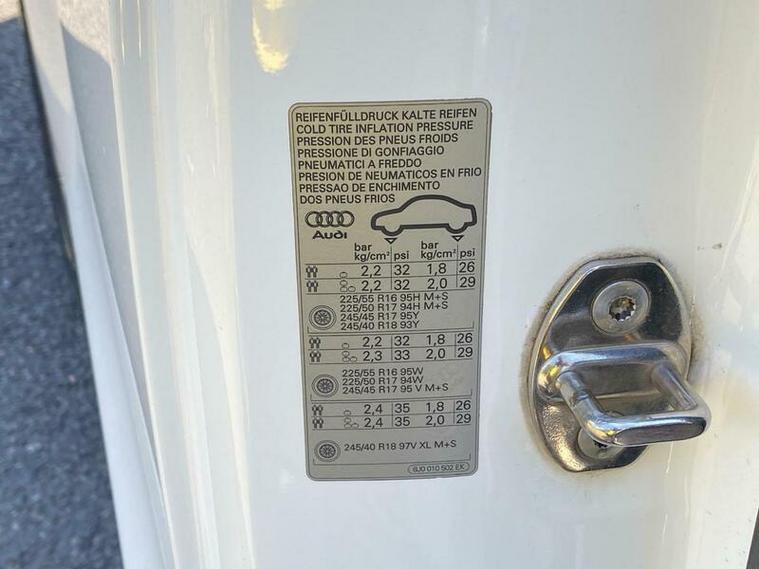 REIFENFÜLLDRUCK KALTE REIFEN
COLD TIRE INFLATION PRESSURE
PRESSION DES PNEUS FROIDS
PRESSIONE DI GONFIAGGIO
PNEUMATICI A FREDDO
PRESION DE NEUMATICOS EN FRIO
PRESSAO DE ENCHIMENTO
DOS PNEUS FRIOS
Audi
bar bar
kg/cm² psi kg/cm² psi
2,2 32 1,8 26
2,2 32 2,0 29
225/55 R16 95H M+S
225/50 R17 94H M+S
245/45 R17 95Y
245/40 R18 93Y
2,2 32 1,8 26
2,3 33 2,0 29
225/55 R16 95W
225/50 R17 94W
245/45 R17 95 V M+S
2,4 35 1,8 26
2,4 35 2,0 29
245/40 R18 97V XL M+S
8J0 010 502 EK